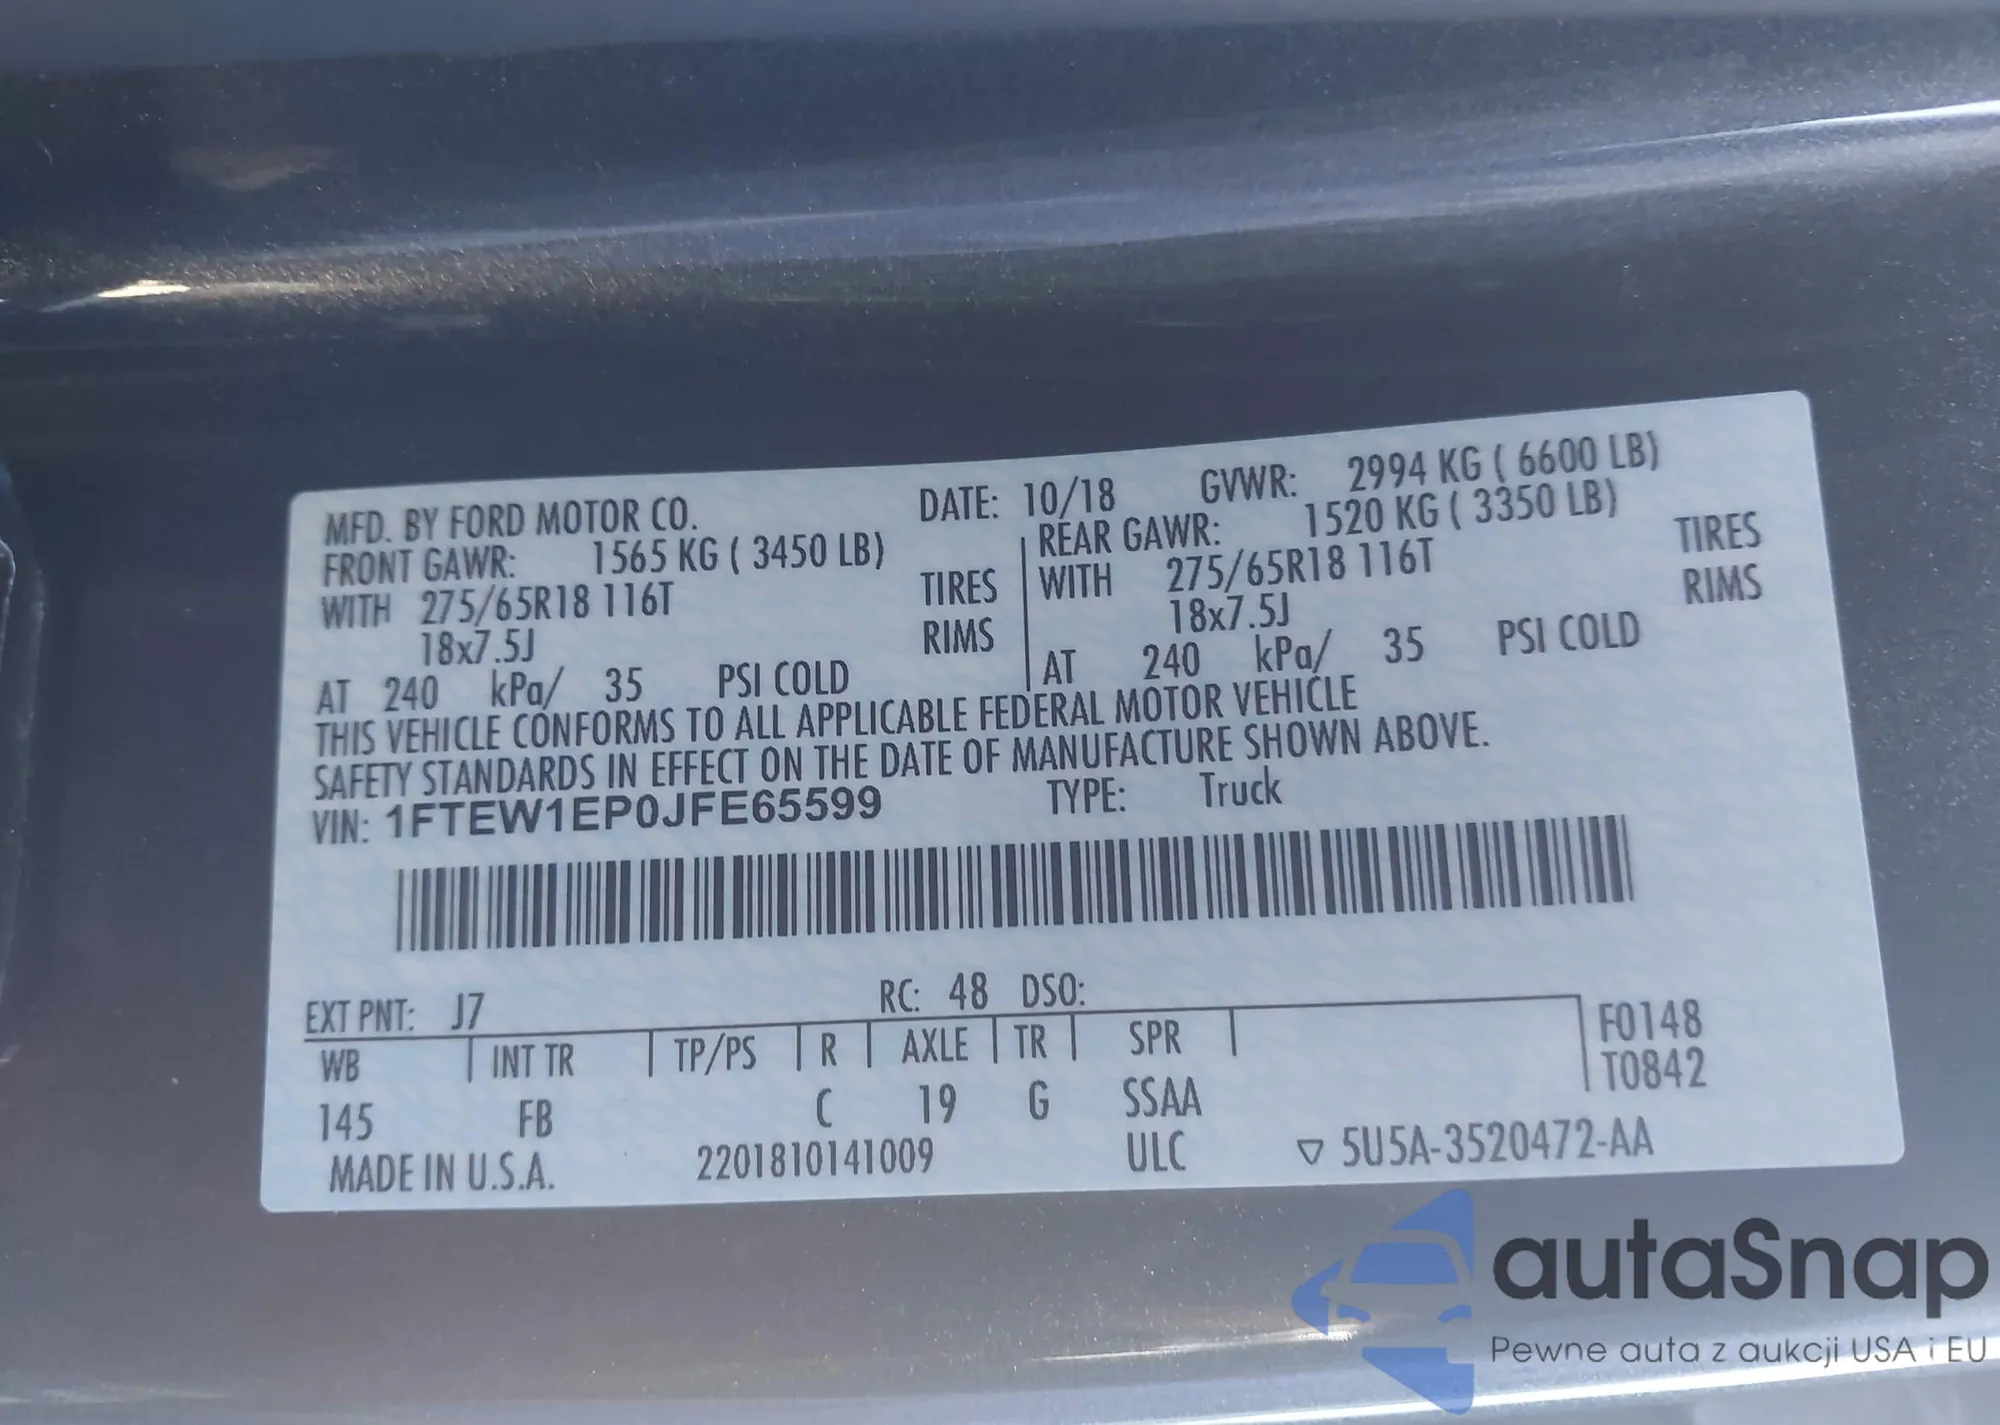 MFD. BY FORD MOTOR CO. DATE: 10/18 GVWR: 2994 KG ( 6600 LB)
FRONT GAWR: 1565 KG ( 3450 LB) REAR GAWR: 1520 KG ( 3350 LB)
WITH 275/65R18 116T TIRES WITH 275/65R18 116T TIRES
18x7.5J RIMS 18x7.5J RIMS
AT 240 kPa/ 35 PSI COLD AT 240 kPa/ 35 PSI COLD
THIS VEHICLE CONFORMS TO ALL APPLICABLE FEDERAL MOTOR VEHICLE
SAFETY STANDARDS IN EFFECT ON THE DATE OF MANUFACTURE SHOWN ABOVE.
VIN: 1FTEW1EP0JFE65599 TYPE: Truck
EXT PNT: J7 RC: 48 DSO:
WB INT TR TP/PS R AXLE TR SPR F0148
T0842
145 FB C 19 G SSAA
MADE IN U.S.A. 2201810141009 ULC ▽ 5U5A-3520472-AA
autaSnap
Pewne auta z aukcji USA i EU